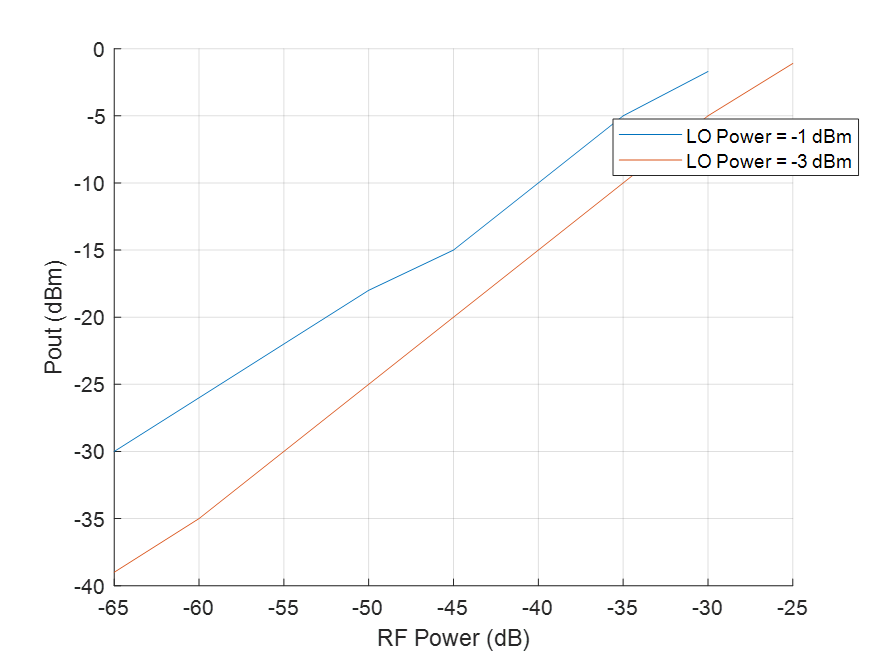 0
-5
-10
-15
-20
-25
-30
-35
-40
Pout (dBm)
LO Power = -1 dBm
LO Power = -3 dBm
-65 -60 -55 -50 -45 -40 -35 -30 -25
RF Power (dB)